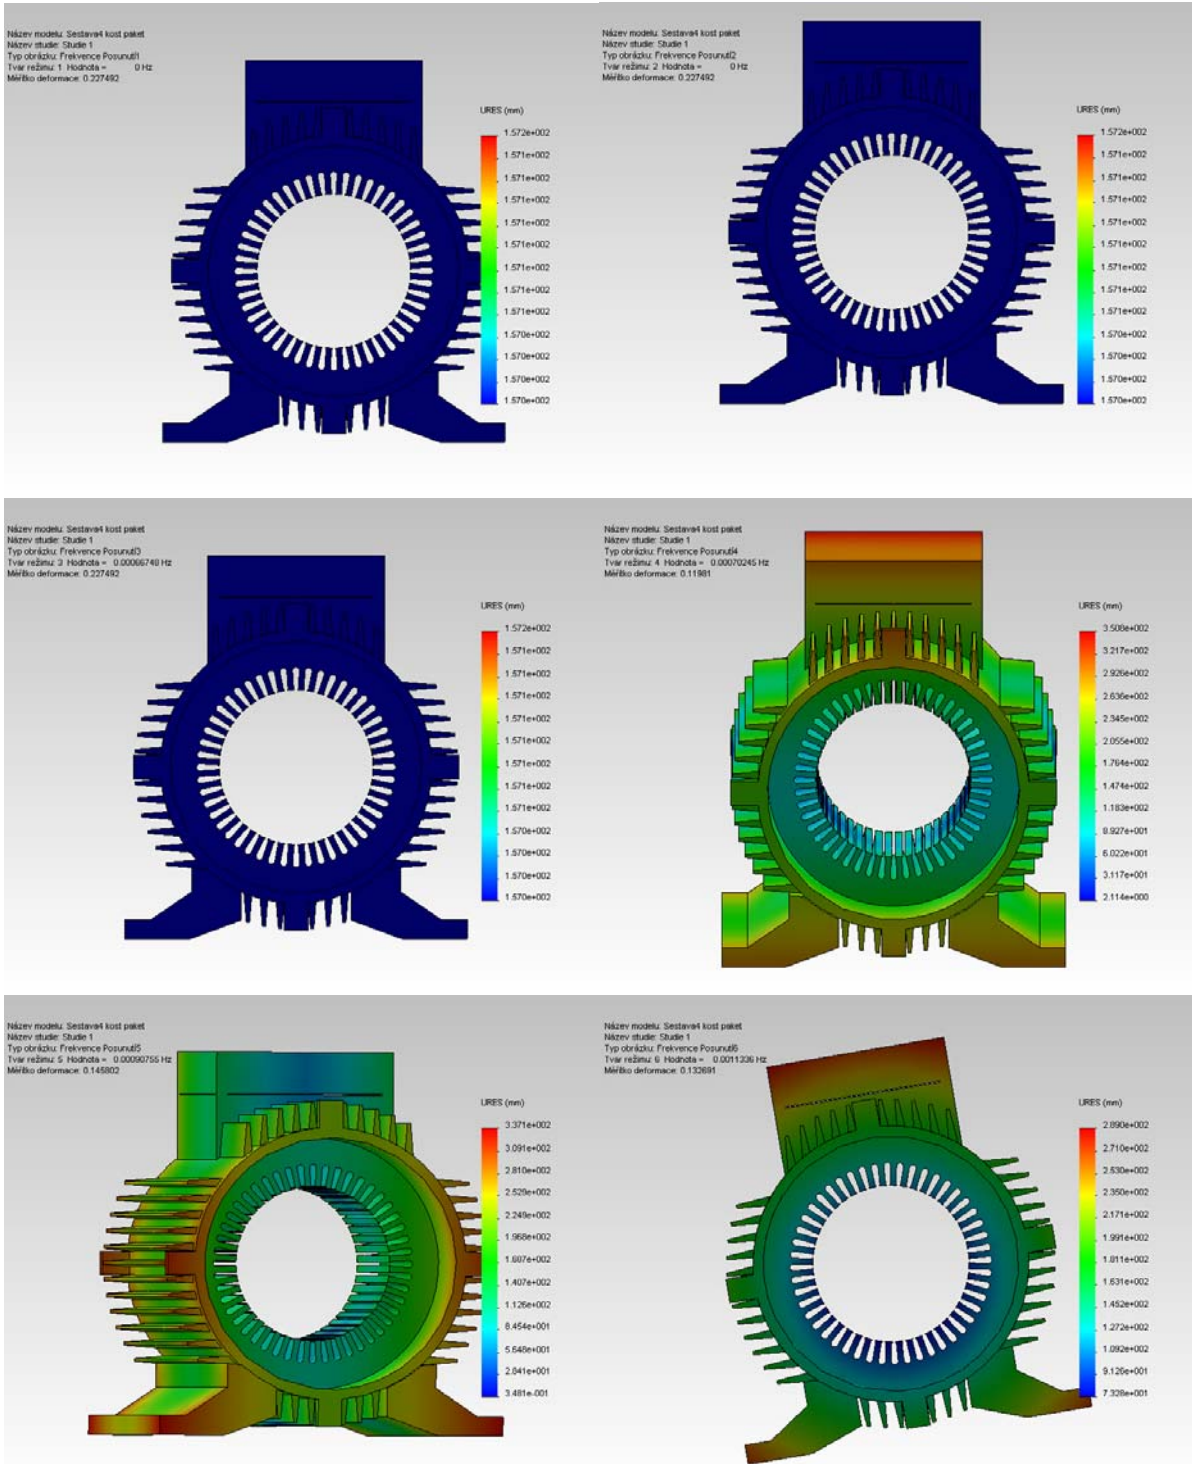 Název modelu: Sestava4 kost paket
Název studie: Studie 1
Typ obrázku: Frekvence Posunutí1
Tvar režimu: 1 Hodnota = 0 Hz
Měřítko deformace: 0.227492
URES (mm)
1.572e+002
1.571e+002
1.571e+002
1.571e+002
1.571e+002
1.571e+002
1.571e+002
1.571e+002
1.570e+002
1.570e+002
1.570e+002
1.570e+002
Název modelu: Sestava4 kost paket
Název studie: Studie 1
Typ obrázku: Frekvence Posunutí2
Tvar režimu: 2 Hodnota = 0 Hz
Měřítko deformace: 0.227492
URES (mm)
1.572e+002
1.571e+002
1.571e+002
1.571e+002
1.571e+002
1.571e+002
1.571e+002
1.571e+002
1.570e+002
1.570e+002
1.570e+002
1.570e+002
Název modelu: Sestava4 kost paket
Název studie: Studie 1
Typ obrázku: Frekvence Posunutí3
Tvar režimu: 3 Hodnota = 0.00066748 Hz
Měřítko deformace: 0.227492
URES (mm)
1.572e+002
1.571e+002
1.571e+002
1.571e+002
1.571e+002
1.571e+002
1.571e+002
1.571e+002
1.570e+002
1.570e+002
1.570e+002
1.570e+002
Název modelu: Sestava4 kost paket
Název studie: Studie 1
Typ obrázku: Frekvence Posunutí4
Tvar režimu: 4 Hodnota = 0.00070245 Hz
Měřítko deformace: 0.11981
URES (mm)
3.508e+002
3.217e+002
2.926e+002
2.636e+002
2.345e+002
2.055e+002
1.764e+002
1.474e+002
1.183e+002
8.927e+001
6.022e+001
3.117e+001
2.114e+000
Název modelu: Sestava4 kost paket
Název studie: Studie 1
Typ obrázku: Frekvence Posunutí5
Tvar režimu: 5 Hodnota = 0.00090755 Hz
Měřítko deformace: 0.145802
URES (mm)
3.371e+002
3.091e+002
2.810e+002
2.529e+002
2.249e+002
1.968e+002
1.687e+002
1.407e+002
1.126e+002
8.454e+001
5.648e+001
2.841e+001
3.481e-001
Název modelu: Sestava4 kost paket
Název studie: Studie 1
Typ obrázku: Frekvence Posunutí6
Tvar režimu: 6 Hodnota = 0.0011336 Hz
Měřítko deformace: 0.132691
URES (mm)
2.890e+002
2.710e+002
2.530e+002
2.350e+002
2.171e+002
1.991e+002
1.811e+002
1.631e+002
1.452e+002
1.272e+002
1.092e+002
9.126e+001
7.328e+001